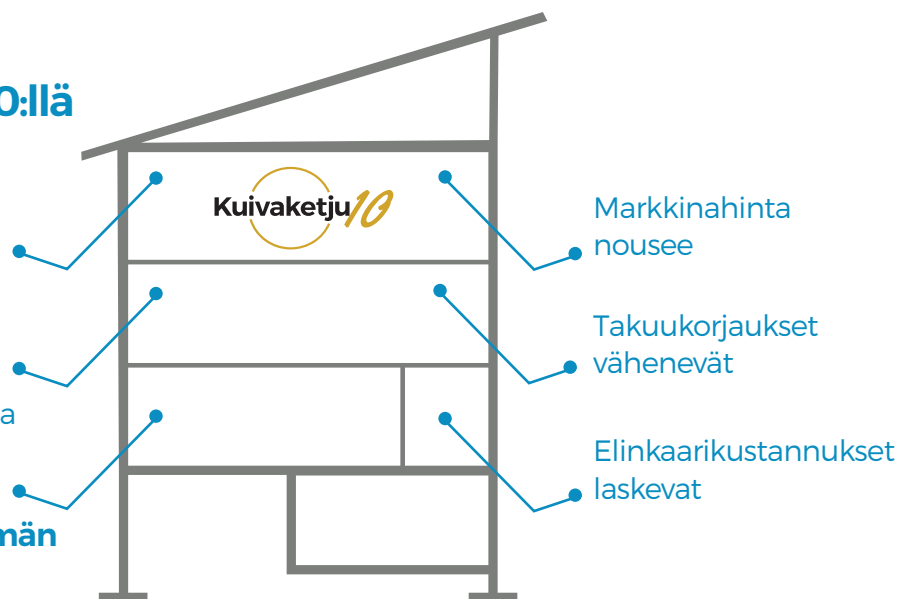 0:llä
Kuivaketju10
Markkinahinta
nousee
Takuukorjaukset
vähenevät
a
Elinkaarikustannukset
laskevat
män